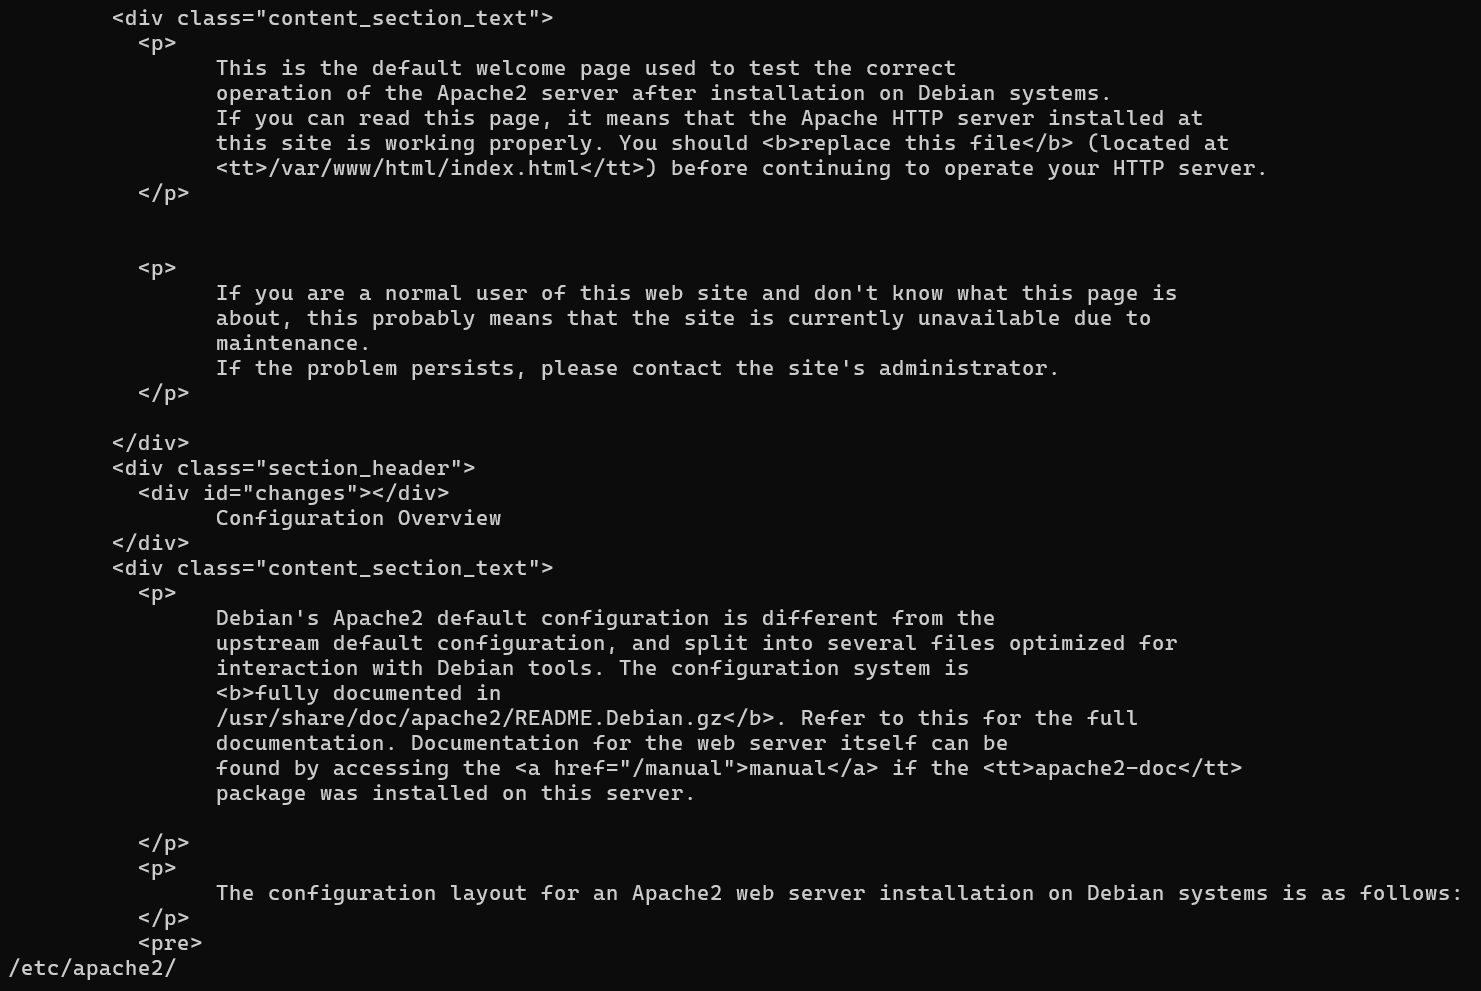 <div class="content_section_text">
<p>
This is the default welcome page used to test the correct
operation of the Apache2 server after installation on Debian systems.
If you can read this page, it means that the Apache HTTP server installed at
this site is working properly. You should <b>replace this file</b> (located at
<tt>/var/www/html/index.html</tt>) before continuing to operate your HTTP server.
</p>
<p>
If you are a normal user of this web site and don't know what this page is
about, this probably means that the site is currently unavailable due to
maintenance.
If the problem persists, please contact the site's administrator.
</p>
</div>
<div class="section_header">
<div id="changes"></div>
Configuration Overview
</div>
<div class="content_section_text">
<p>
Debian's Apache2 default configuration is different from the
upstream default configuration, and split into several files optimized for
interaction with Debian tools. The configuration system is
<b>fully documented in
/usr/share/doc/apache2/README.Debian.gz</b>. Refer to this for the full
documentation. Documentation for the web server itself can be
found by accessing the <a href="/manual">manual</a> if the <tt>apache2-doc</tt>
package was installed on this server.
</p>
<p>
The configuration layout for an Apache2 web server installation on Debian systems is as follows:
</p>
<pre>
/etc/apache2/